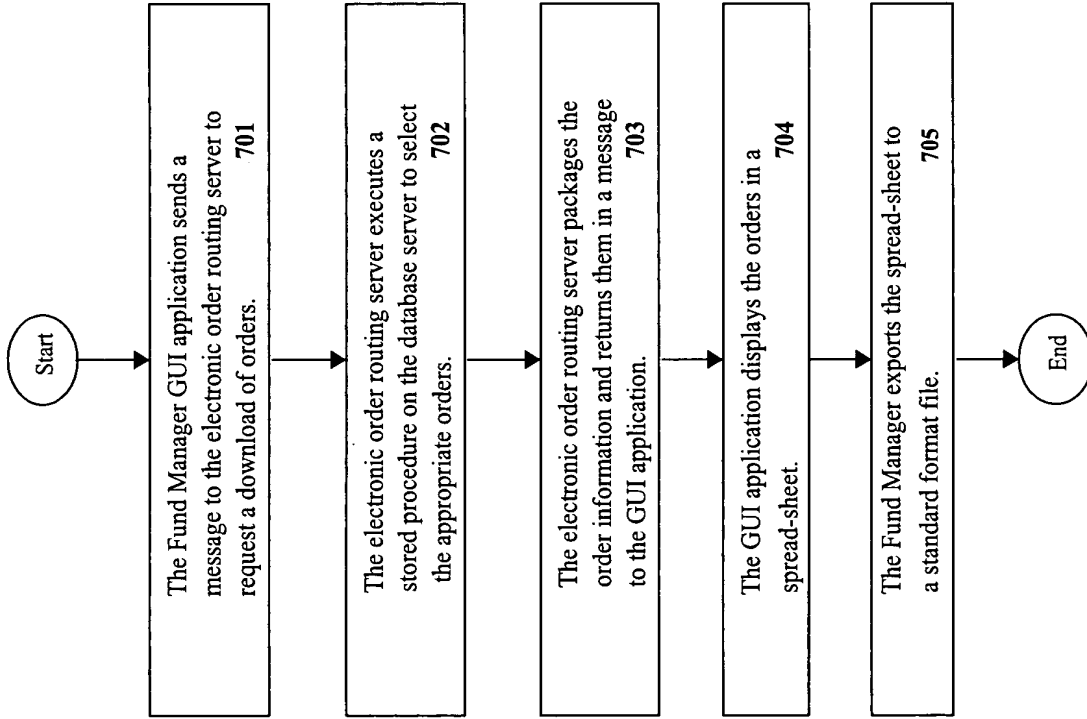 Start
The Fund Manager GUI application sends a
message to the electronic order routing server to
request a download of orders. 701
The electronic order routing server executes a
stored procedure on the database server to select
the appropriate orders. 702
The electronic order routing server packages the
order information and returns them in a message
to the GUI application. 703
The GUI application displays the orders in a
spread-sheet. 704
The Fund Manager exports the spread-sheet to
a standard format file. 705
End